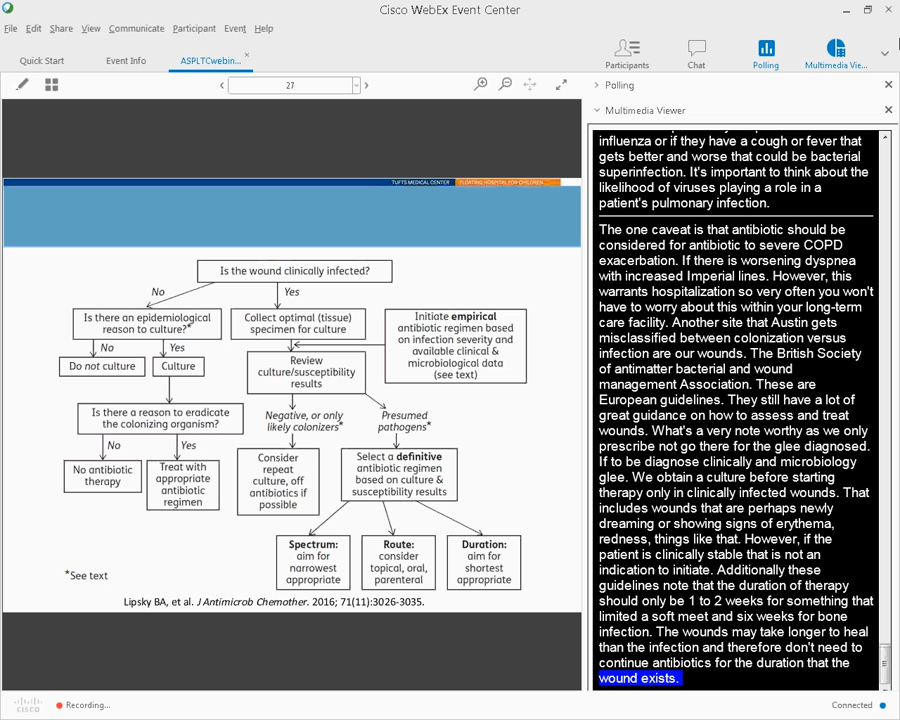 Cisco WebEx Event Center
File Edit Share View Communicate Participant Event Help
Quick Start
Event Info
ASPLTCwebin...
Participants
Chat
Polling
Multimedia Vie...
27
Polling
Multimedia Viewer
TUFTS MEDICAL CENTER
FLOATING HOSPITAL FOR CHILDREN
Is the wound clinically infected?
No
Yes
Is there an epidemiological
reason to culture?*
Collect optimal (tissue)
specimen for culture
Initiate empirical
antibiotic regimen based
on infection severity and
available clinical &
microbiological data
(see text)
No
Yes
Do not culture
Culture
Review
culture/susceptibility
results
Is there a reason to eradicate
the colonizing organism?
Negative, or only
likely colonizers*
Presumed
pathogens*
No
Yes
No antibiotic
therapy
Treat with
appropriate
antibiotic
regimen
Consider
repeat
culture, off
antibiotics if
possible
Select a definitive
antibiotic regimen
based on culture &
susceptibility results
Spectrum:
aim for
narrowest
appropriate
Route:
consider
topical, oral,
parenteral
Duration:
aim for
shortest
appropriate
*See text
Lipsky BA, et al. J Antimicrob Chemother. 2016; 71(11):3026-3035.
influenza or if they have a cough or fever that
gets better and worse that could be bacterial
superinfection. It's important to think about the
likelihood of viruses playing a role in a
patient's pulmonary infection.
The one caveat is that antibiotic should be
considered for antibiotic to severe COPD
exacerbation. If there is worsening dyspnea
with increased Imperial lines. However, this
warrants hospitalization so very often you won't
have to worry about this within your long-term
care facility. Another site that Austin gets
misclassified between colonization versus
infection are our wounds. The British Society
of antimatter bacterial and wound
management Association. These are
European guidelines. They still have a lot of
great guidance on how to assess and treat
wounds. What's a very note worthy as we only
prescribe not go there for the glee diagnosed.
If to be diagnose clinically and microbiology
glee. We obtain a culture before starting
therapy only in clinically infected wounds. That
includes wounds that are perhaps newly
dreaming or showing signs of erythema,
redness, things like that. However, if the
patient is clinically stable that is not an
indication to initiate. Additionally these
guidelines note that the duration of therapy
should only be 1 to 2 weeks for something that
limited a soft meet and six weeks for bone
infection. The wounds may take longer to heal
than the infection and therefore don't need to
continue antibiotics for the duration that the
wound exists.
cisco
Recording...
Connected